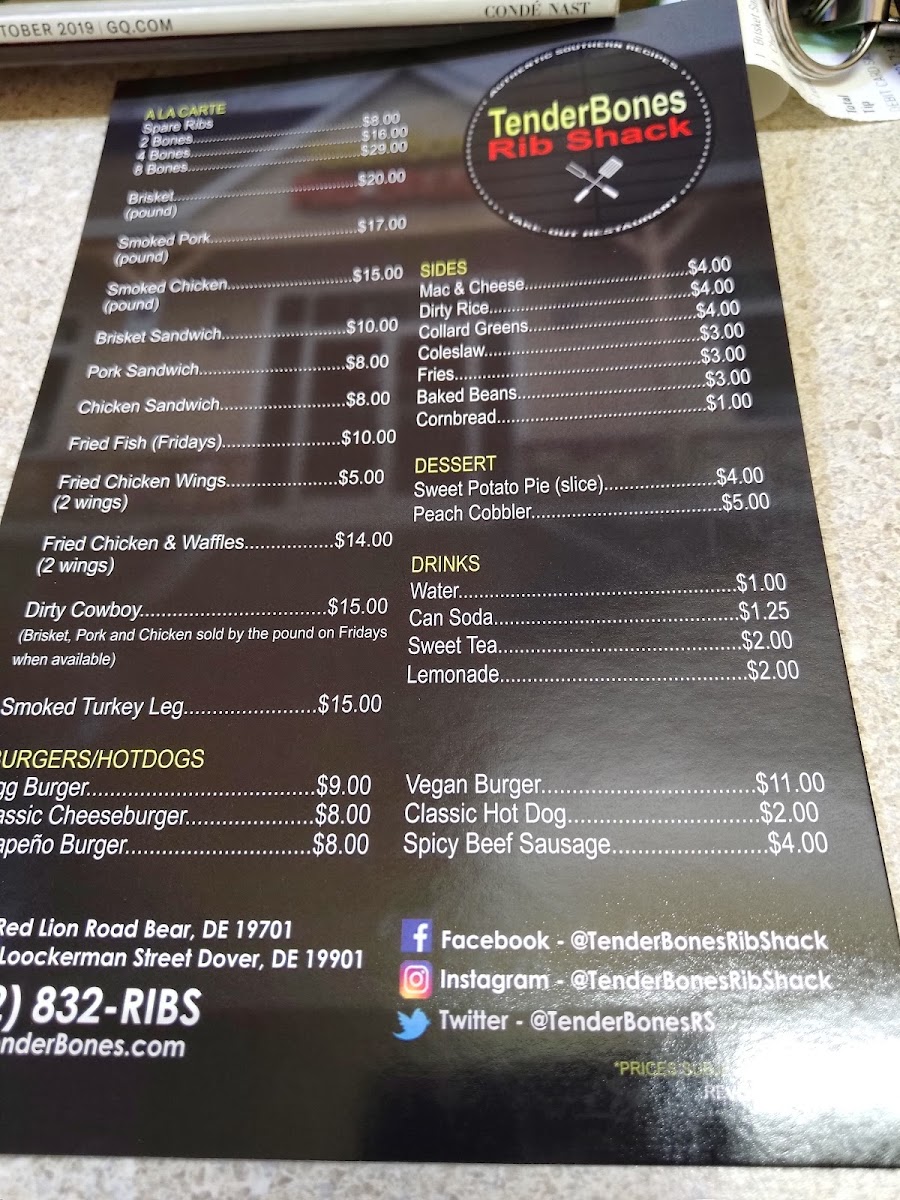 TOBER 2019 | GQ.COM
CONDÉ NAST
Brisket
Total
Tip
AUTHENTIC SOUTHERN RECIPES
TenderBones
Rib Shack
TAKE-OUT RESTAURANT
A LA CARTE
Spare Ribs
2 Bones $8.00
4 Bones $16.00
8 Bones $29.00
Brisket $20.00
(pound)
Smoked Pork $17.00
(pound)
Smoked Chicken $15.00
(pound)
Brisket Sandwich $10.00
Pork Sandwich $8.00
Chicken Sandwich $8.00
Fried Fish (Fridays) $10.00
Fried Chicken Wings $5.00
(2 wings)
Fried Chicken & Waffles $14.00
(2 wings)
Dirty Cowboy $15.00
(Brisket, Pork and Chicken sold by the pound on Fridays
when available)
Smoked Turkey Leg $15.00
SIDES
Mac & Cheese $4.00
Dirty Rice $4.00
Collard Greens $4.00
Coleslaw $3.00
Fries $3.00
Baked Beans $3.00
Cornbread $1.00
DESSERT
Sweet Potato Pie (slice) $4.00
Peach Cobbler $5.00
DRINKS
Water $1.00
Can Soda $1.25
Sweet Tea $2.00
Lemonade $2.00
BURGERS/HOTDOGS
gg Burger $9.00
assic Cheeseburger $8.00
apeño Burger $8.00
Vegan Burger $11.00
Classic Hot Dog $2.00
Spicy Beef Sausage $4.00
Red Lion Road Bear, DE 19701
Loockerman Street Dover, DE 19901
2) 832-RIBS
nderBones.com
Facebook - @TenderBonesRibShack
Instagram - @TenderBonesRibShack
Twitter - @TenderBonesRS
*PRICES